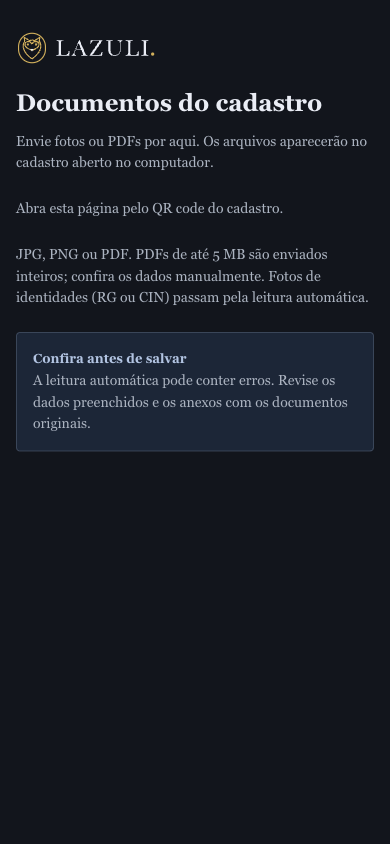 LAZULI.
Documentos do cadastro
Envie fotos ou PDFs por aqui. Os arquivos aparecerão no
cadastro aberto no computador.
Abra esta página pelo QR code do cadastro.
JPG, PNG ou PDF. PDFs de até 5 MB são enviados
inteiros; confira os dados manualmente. Fotos de
identidades (RG ou CIN) passam pela leitura automática.
Confira antes de salvar
A leitura automática pode conter erros. Revise os
dados preenchidos e os anexos com os documentos
originais.